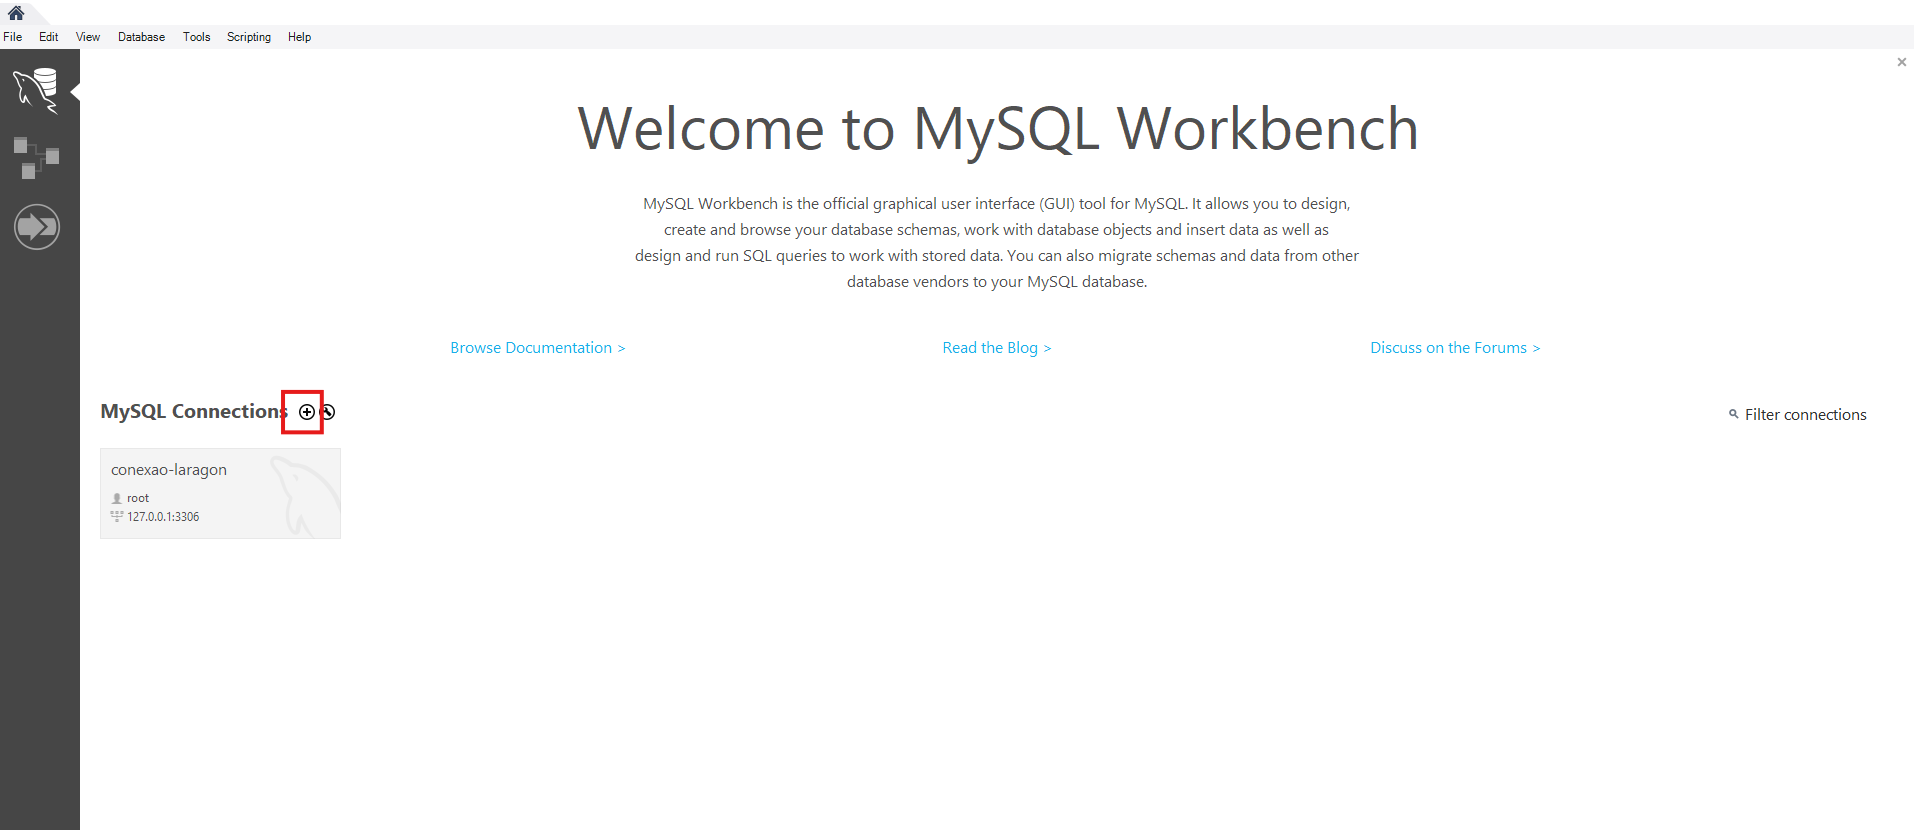 File Edit View Database Tools Scripting Help
Welcome to MySQL Workbench
MySQL Workbench is the official graphical user interface (GUI) tool for MySQL. It allows you to design,
create and browse your database schemas, work with database objects and insert data as well as
design and run SQL queries to work with stored data. You can also migrate schemas and data from other
database vendors to your MySQL database.
Browse Documentation > Read the Blog > Discuss on the Forums >
MySQL Connections
Filter connections
conexao-laragon
root
127.0.0.1:3306